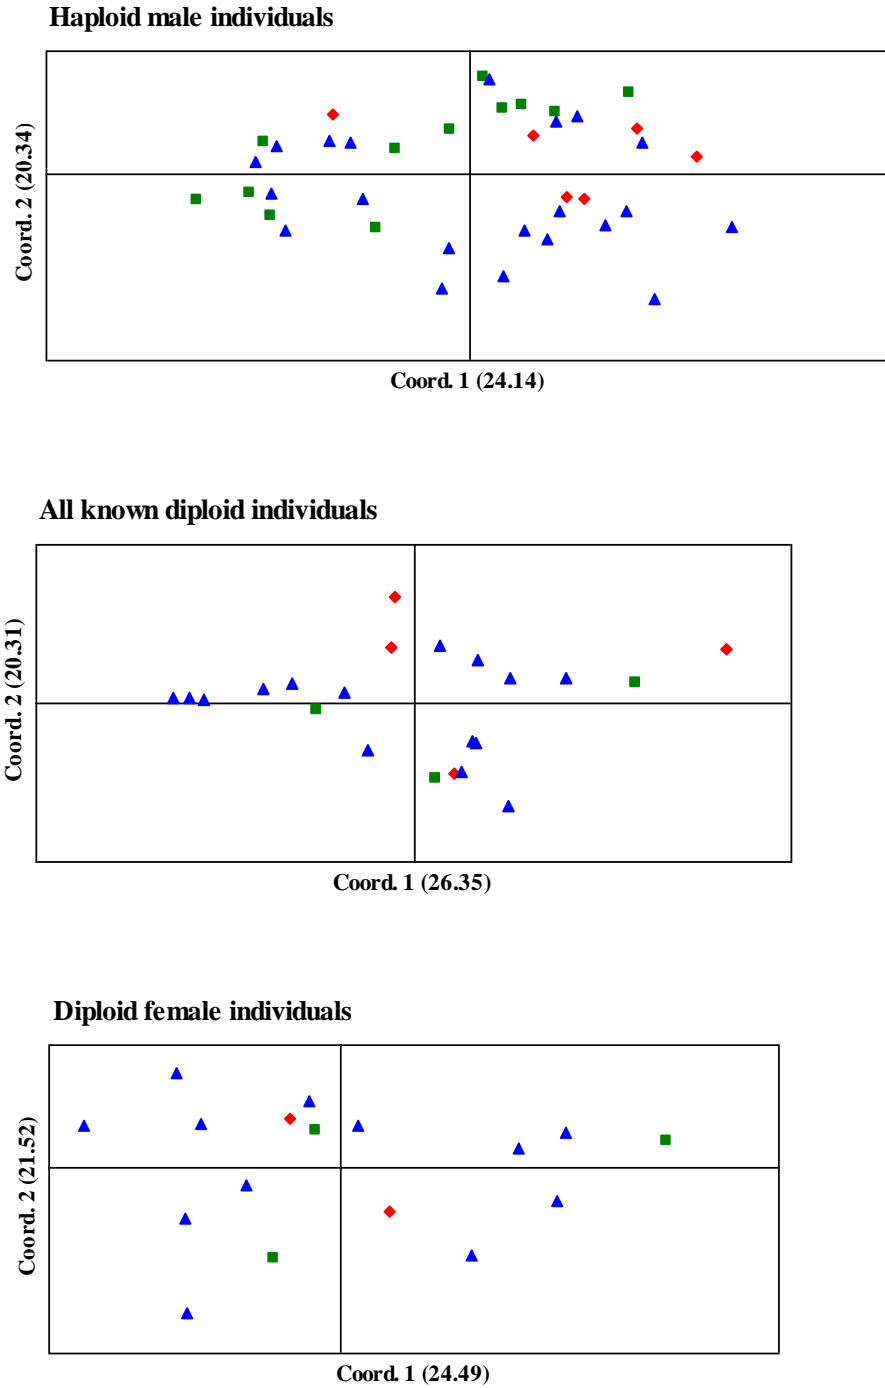 Haploid male individuals
Coord. 2 (20.34)
Coord. 1 (24.14)
All known diploid individuals
Coord. 2 (20.31)
Coord. 1 (26.35)
Diploid female individuals
Coord. 2 (21.52)
Coord. 1 (24.49)